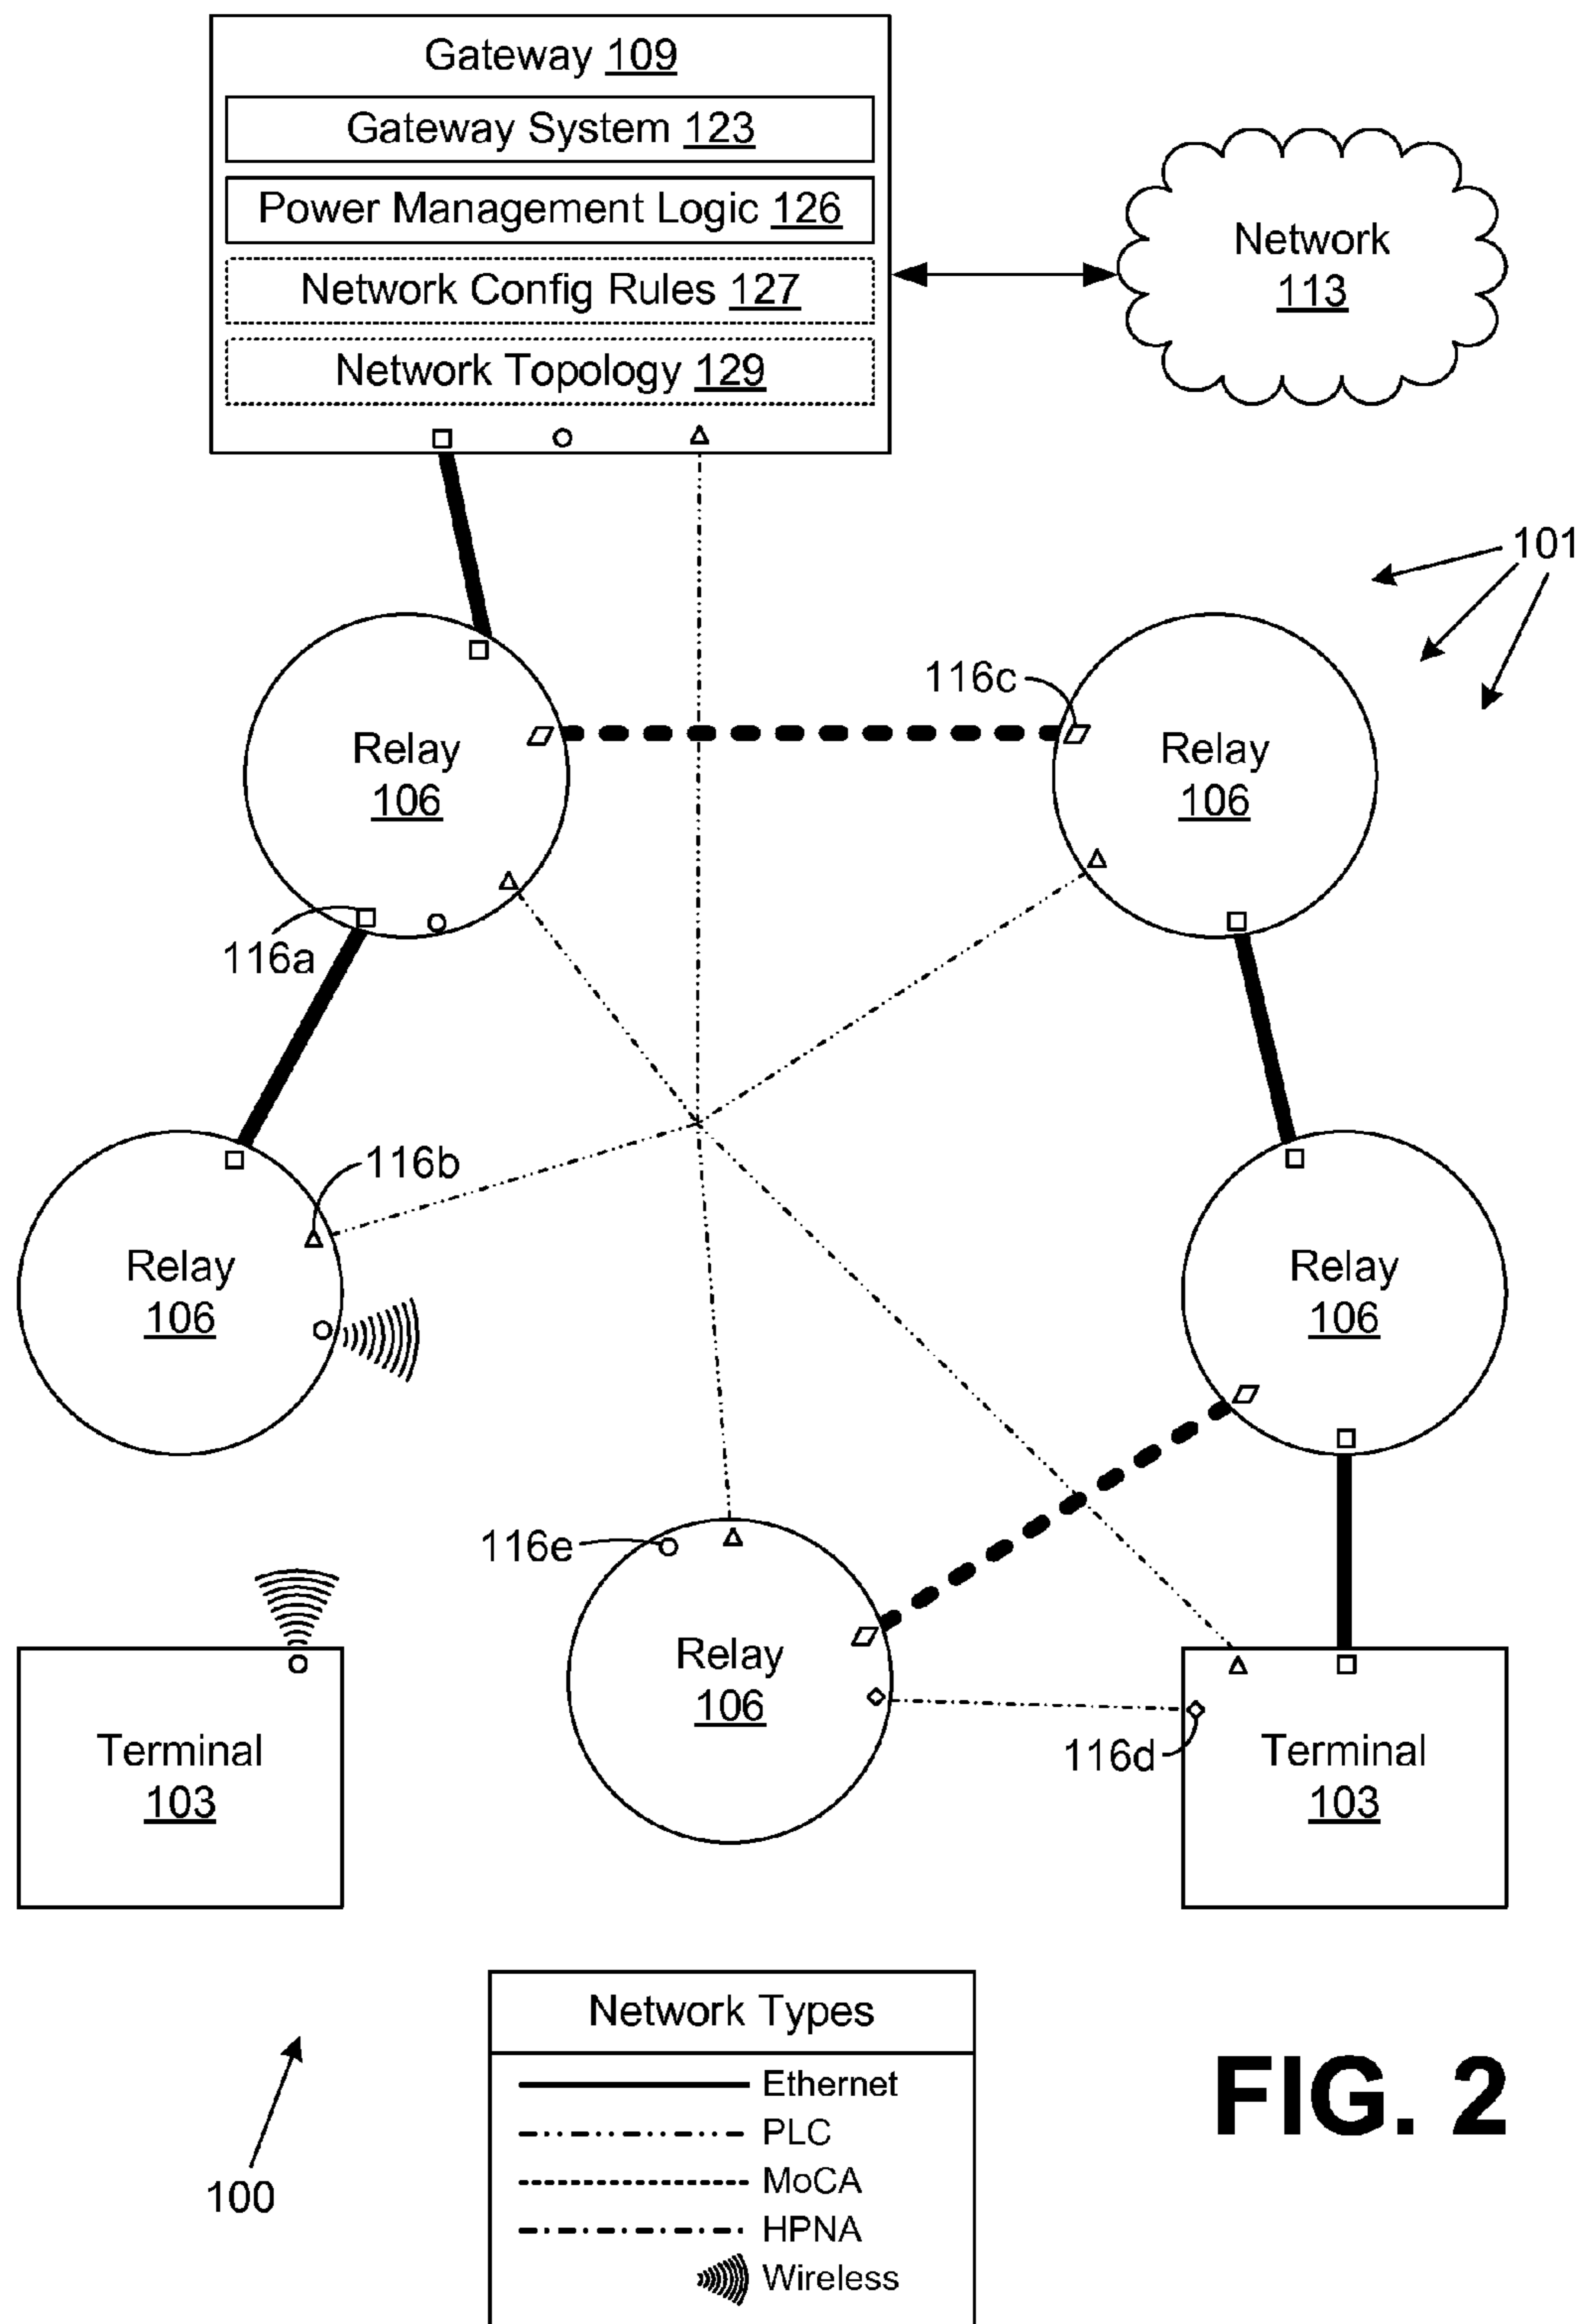 Gateway 109
Gateway System 123
Power Management Logic 126
Network Config Rules 127
Network Topology 129
Network
113
101
116c
Relay
106
Relay
106
116a
116b
Relay
106
Relay
106
116e
Relay
106
116d
Terminal
103
Terminal
103
Network Types
Ethernet
PLC
MoCA
HPNA
Wireless
100
FIG. 2